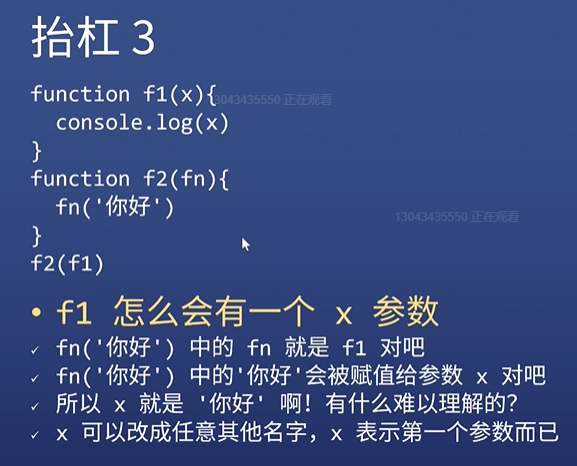 抬杠 3
function f1(x){
13043435550 正在观看
  console.log(x)
}
function f2(fn){
  fn('你好')
13043435550 正在观看
}
f2(f1)
• f1 怎么会有一个 x 参数
✓ fn('你好') 中的 fn 就是 f1 对吧
✓ fn('你好') 中的'你好'会被赋值给参数 x 对吧
✓ 所以 x 就是 '你好' 啊！有什么难以理解的？
✓ x 可以改成任意其他名字，x 表示第一个参数而已